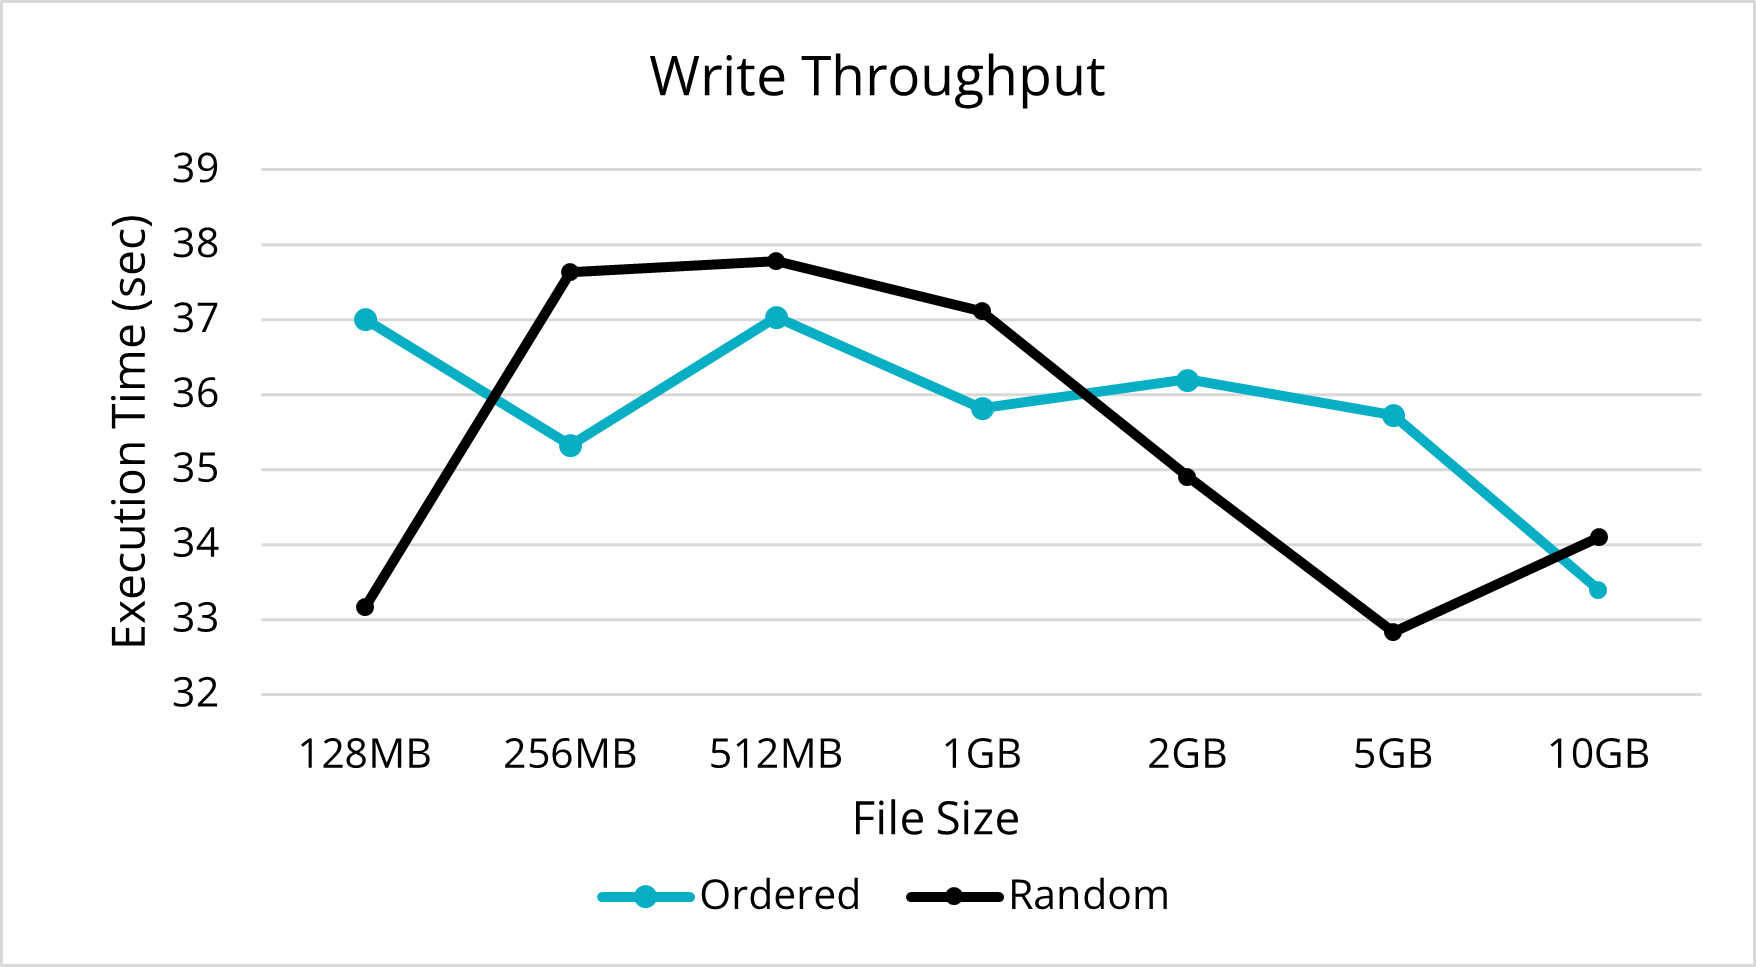 Write Throughput
39
38
37
36
35
34
33
32
Execution Time (sec)
128MB 256MB 512MB 1GB 2GB 5GB 10GB
File Size
Ordered Random